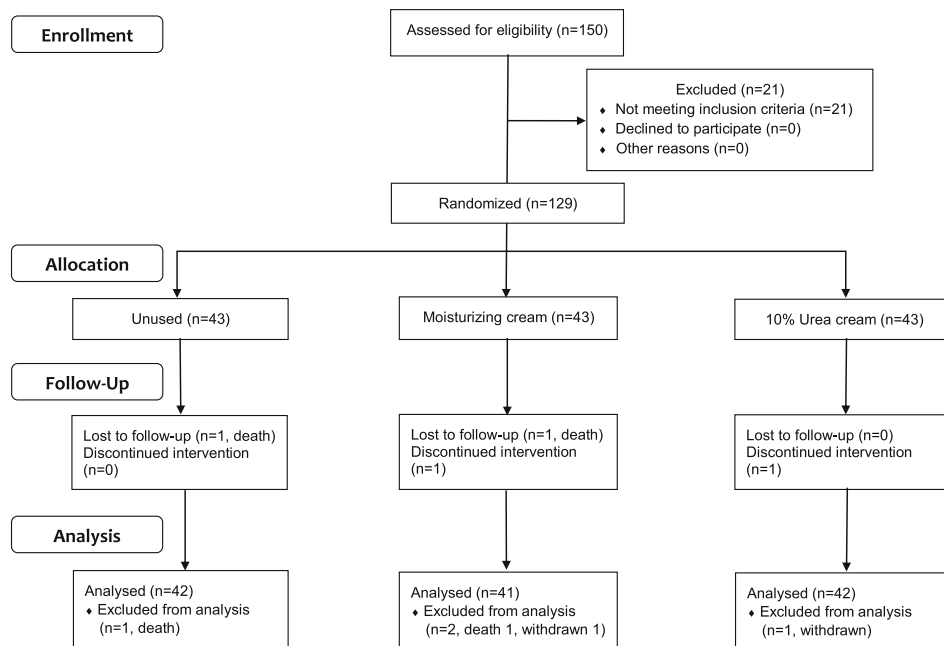 Enrollment
Assessed for eligibility (n=150)
Excluded (n=21)
♦ Not meeting inclusion criteria (n=21)
♦ Declined to participate (n=0)
♦ Other reasons (n=0)
Randomized (n=129)
Allocation
Unused (n=43)
Moisturizing cream (n=43)
10% Urea cream (n=43)
Follow-Up
Lost to follow-up (n=1, death)
Discontinued intervention
(n=0)
Lost to follow-up (n=1, death)
Discontinued intervention
(n=1)
Lost to follow-up (n=0)
Discontinued intervention
(n=1)
Analysis
Analysed (n=42)
♦ Excluded from analysis
(n=1, death)
Analysed (n=41)
♦ Excluded from analysis
(n=2, death 1, withdrawn 1)
Analysed (n=42)
♦ Excluded from analysis
(n=1, withdrawn)